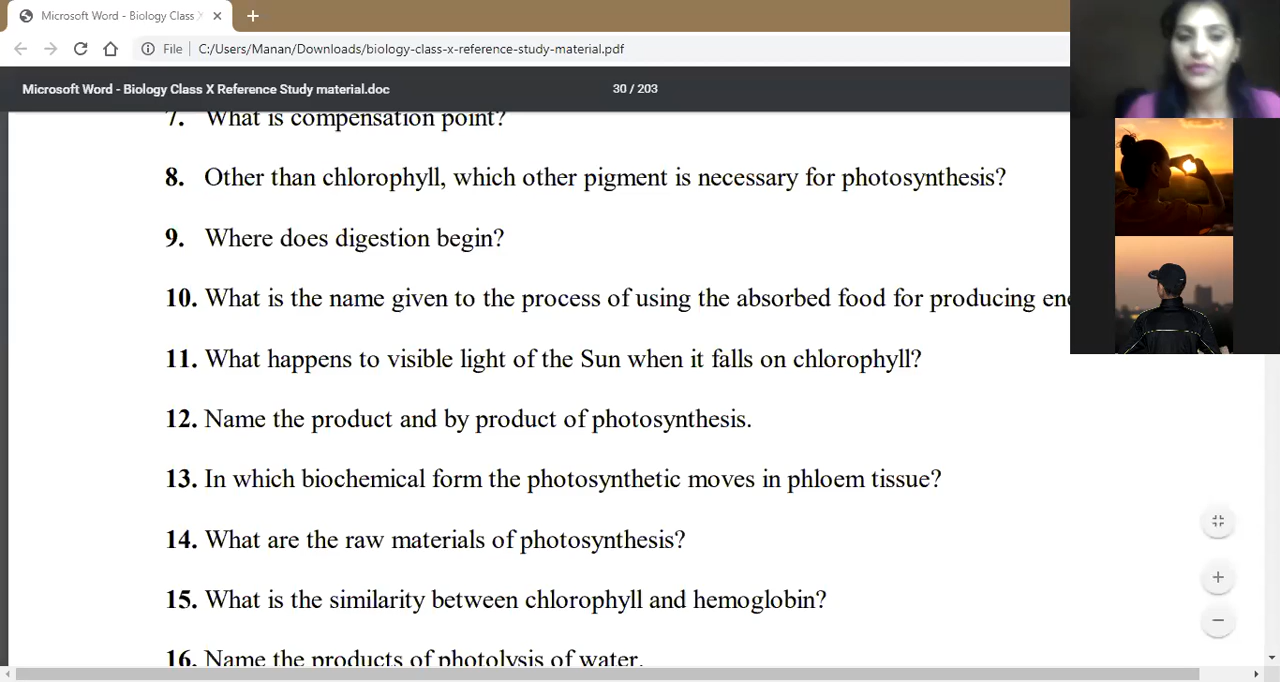 Microsoft Word - Biology Class X
File C:/Users/Manan/Downloads/biology-class-x-reference-study-material.pdf
Microsoft Word - Biology Class X Reference Study material.doc 30 / 203
7. What is compensation point?
8. Other than chlorophyll, which other pigment is necessary for photosynthesis?
9. Where does digestion begin?
10. What is the name given to the process of using the absorbed food for producing
11. What happens to visible light of the Sun when it falls on chlorophyll?
12. Name the product and by product of photosynthesis.
13. In which biochemical form the photosynthetic moves in phloem tissue?
14. What are the raw materials of photosynthesis?
15. What is the similarity between chlorophyll and hemoglobin?
16. Name the products of photolysis of water.